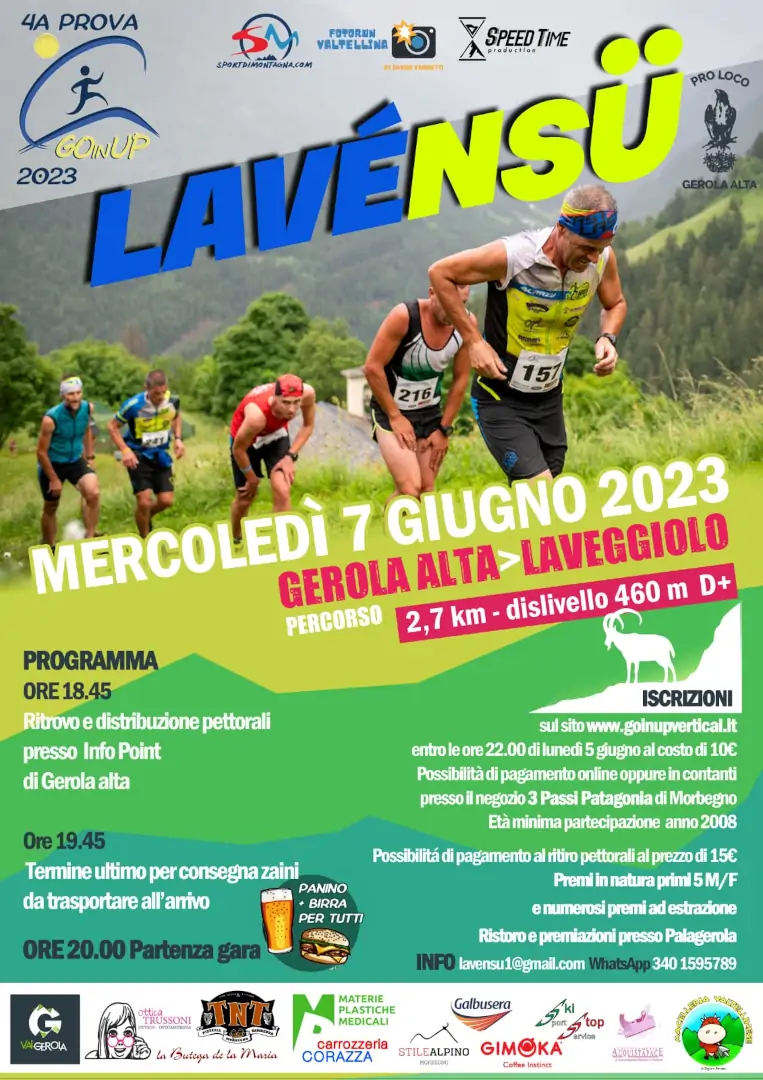 4A PROVA
GOINUP
2023
SM
SPORTDIMONTAGNA.COM
FOTORUN
VALTELLINA
SPEED TIME
production
PRO LOCO
GEROLA ALTA
LAVÉNSÜ
216
157
MERCOLEDÌ 7 GIUGNO 2023
GEROLA ALTA>LAVEGGIOLO
PERCORSO 2,7 km - dislivello 460 m D+
PROGRAMMA
ORE 18.45
Ritrovo e distribuzione pettorali
presso Info Point
di Gerola alta
Ore 19.45
Termine ultimo per consegna zaini
da trasportare all'arrivo
ORE 20.00 Partenza gara
PANINO
+ BIRRA
PER TUTTI
ISCRIZIONI
sul sito www.goinupvertical.it
entro le ore 22.00 di lunedì 5 giugno al costo di 10€
Possibilità di pagamento online oppure in contanti
presso il negozio 3 Passi Patagonia di Morbegno
Età minima partecipazione anno 2008
Possibilitá di pagamento al ritiro pettorali al prezzo di 15€
Premi in natura primi 5 M/F
e numerosi premi ad estrazione
Ristoro e premiazioni presso Palagerola
INFO lavensu1@gmail.com WhatsApp 340 1595789
VAIGEROLA
ottica
TRUSSONI
OTTICO - OPTOMETRISTA
TNT
la Butega de la Maria
MATERIE
PLASTICHE
MEDICALI
carrozzeria
CORAZZA
Galbusera
STILEALPINO
MORBEGNO
GIMOKA
Coffee Instinct
Ski
Sport Stop
Service
MACELLERIA VALTELLINESE